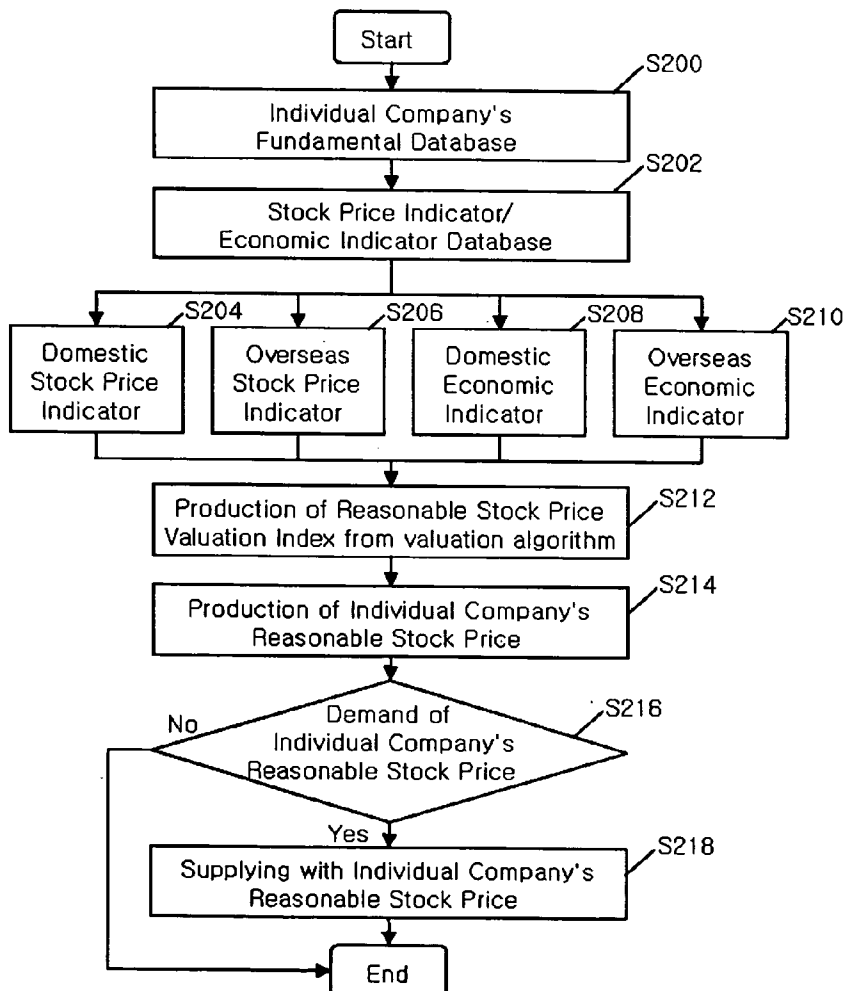 Start
S200
Individual Company's
Fundamental Database
S202
Stock Price Indicator/
Economic Indicator Database
S204
S206
S208
S210
Domestic
Stock Price
Indicator
Overseas
Stock Price
Indicator
Domestic
Economic
Indicator
Overseas
Economic
Indicator
S212
Production of Reasonable Stock Price
Valuation Index from valuation algorithm
S214
Production of Individual Company's
Reasonable Stock Price
S216
No
Demand of
Individual Company's
Reasonable Stock Price
Yes
S218
Supplying with Individual Company's
Reasonable Stock Price
End